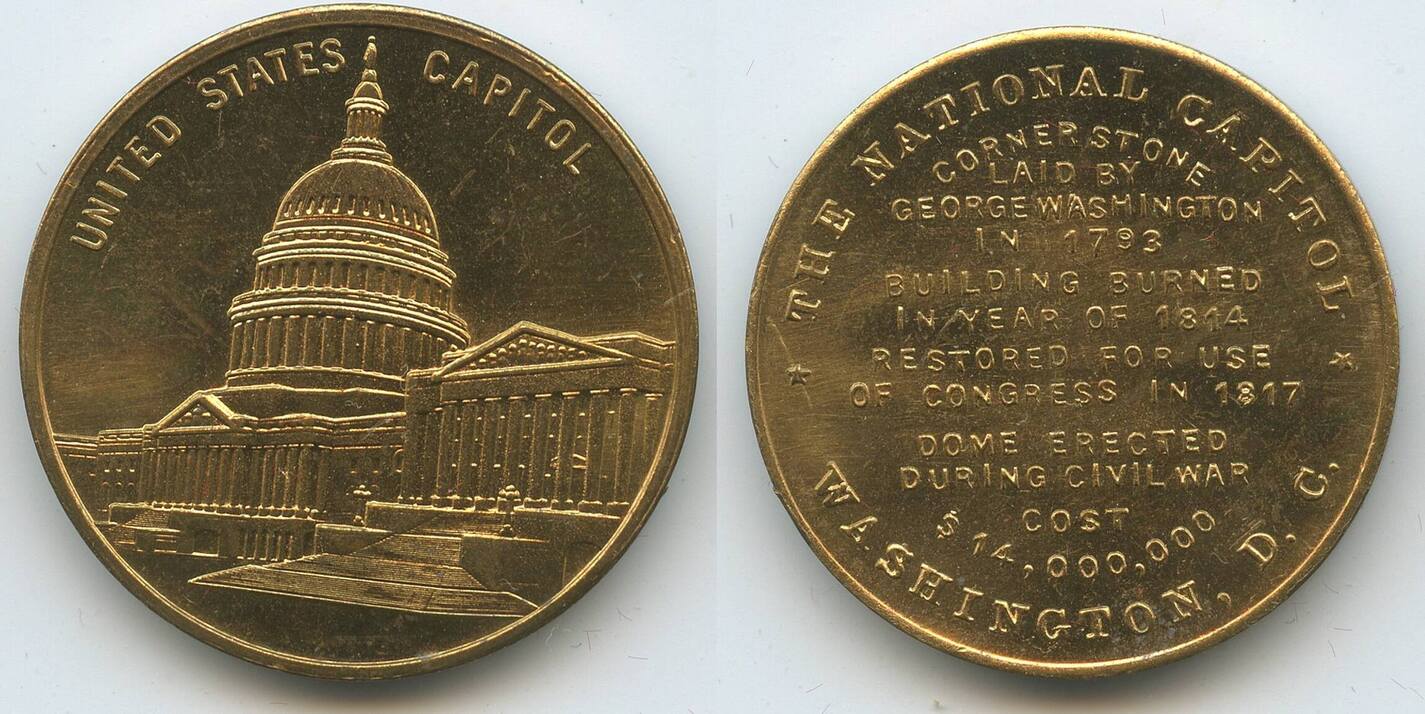 UNITED STATES CAPITOL
THE NATIONAL CAPITOL
CORNERSTONE
LAID BY
GEORGE WASHINGTON
IN 1793
BUILDING BURNED
IN YEAR OF 1814
RESTORED FOR USE
OF CONGRESS IN 1817
DOME ERECTED
DURING CIVIL WAR
COST
$14,000,000
WASHINGTON, D. C.